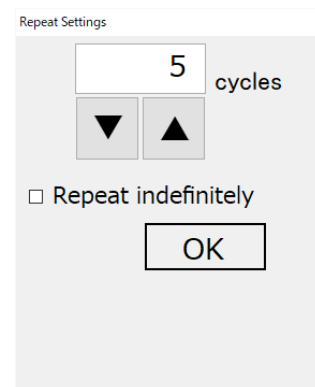 Repeat Settings
5 cycles
▼ ▲
Repeat indefinitely
OK